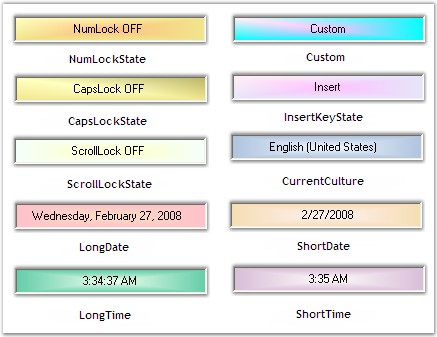 NumLock OFF
Custom
NumLockState
Custom
CapsLock OFF
Insert
CapsLockState
InsertKeyState
ScrollLock OFF
English (United States)
ScrollLockState
CurrentCulture
Wednesday, February 27, 2008
2/27/2008
LongDate
ShortDate
3:34:37 AM
3:35 AM
LongTime
ShortTime